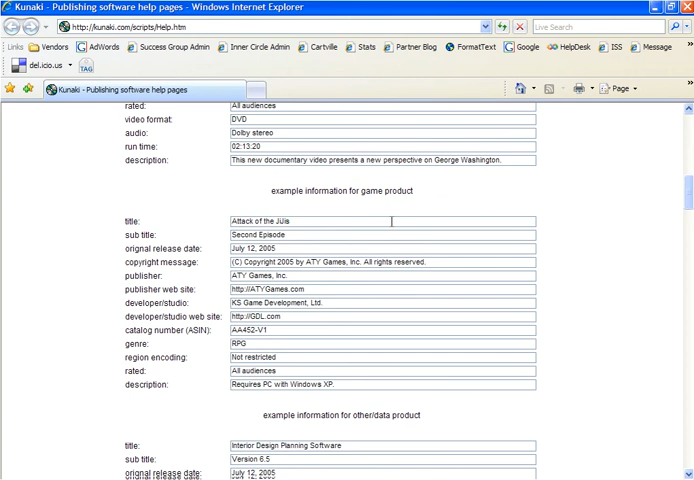 Kunaki - Publishing software help pages - Windows Internet Explorer
http://kunaki.com/scripts/Help.htm
Live Search
Links Vendors AdWords Success Group Admin Inner Circle Admin Cartville Stats Partner Blog FormatText Google HelpDesk ISS Message
del.icio.us TAG
Kunaki - Publishing software help pages
Page
rated: All audiences
video format: DVD
audio: Dolby stereo
run time: 02:13:20
description: This new documentary video presents a new perspective on George Washington.
example information for game product
title: Attack of the JUis
sub title: Second Episode
orignal release date: July 12, 2005
copyright message: (C) Copyright 2005 by ATY Games, Inc. All rights reserved.
publisher: ATY Games, Inc.
publisher web site: http://ATYGames.com
developer/studio: KS Game Development, Ltd.
developer/studio web site: http://GDL.com
catalog number (ASIN): AA452-V1
genre: RPG
region encoding: Not restricted
rated: All audiences
description: Requires PC with Windows XP.
example information for other/data product
title: Interior Design Planning Software
sub title: Version 6.5
orignal release date: July 12, 2005